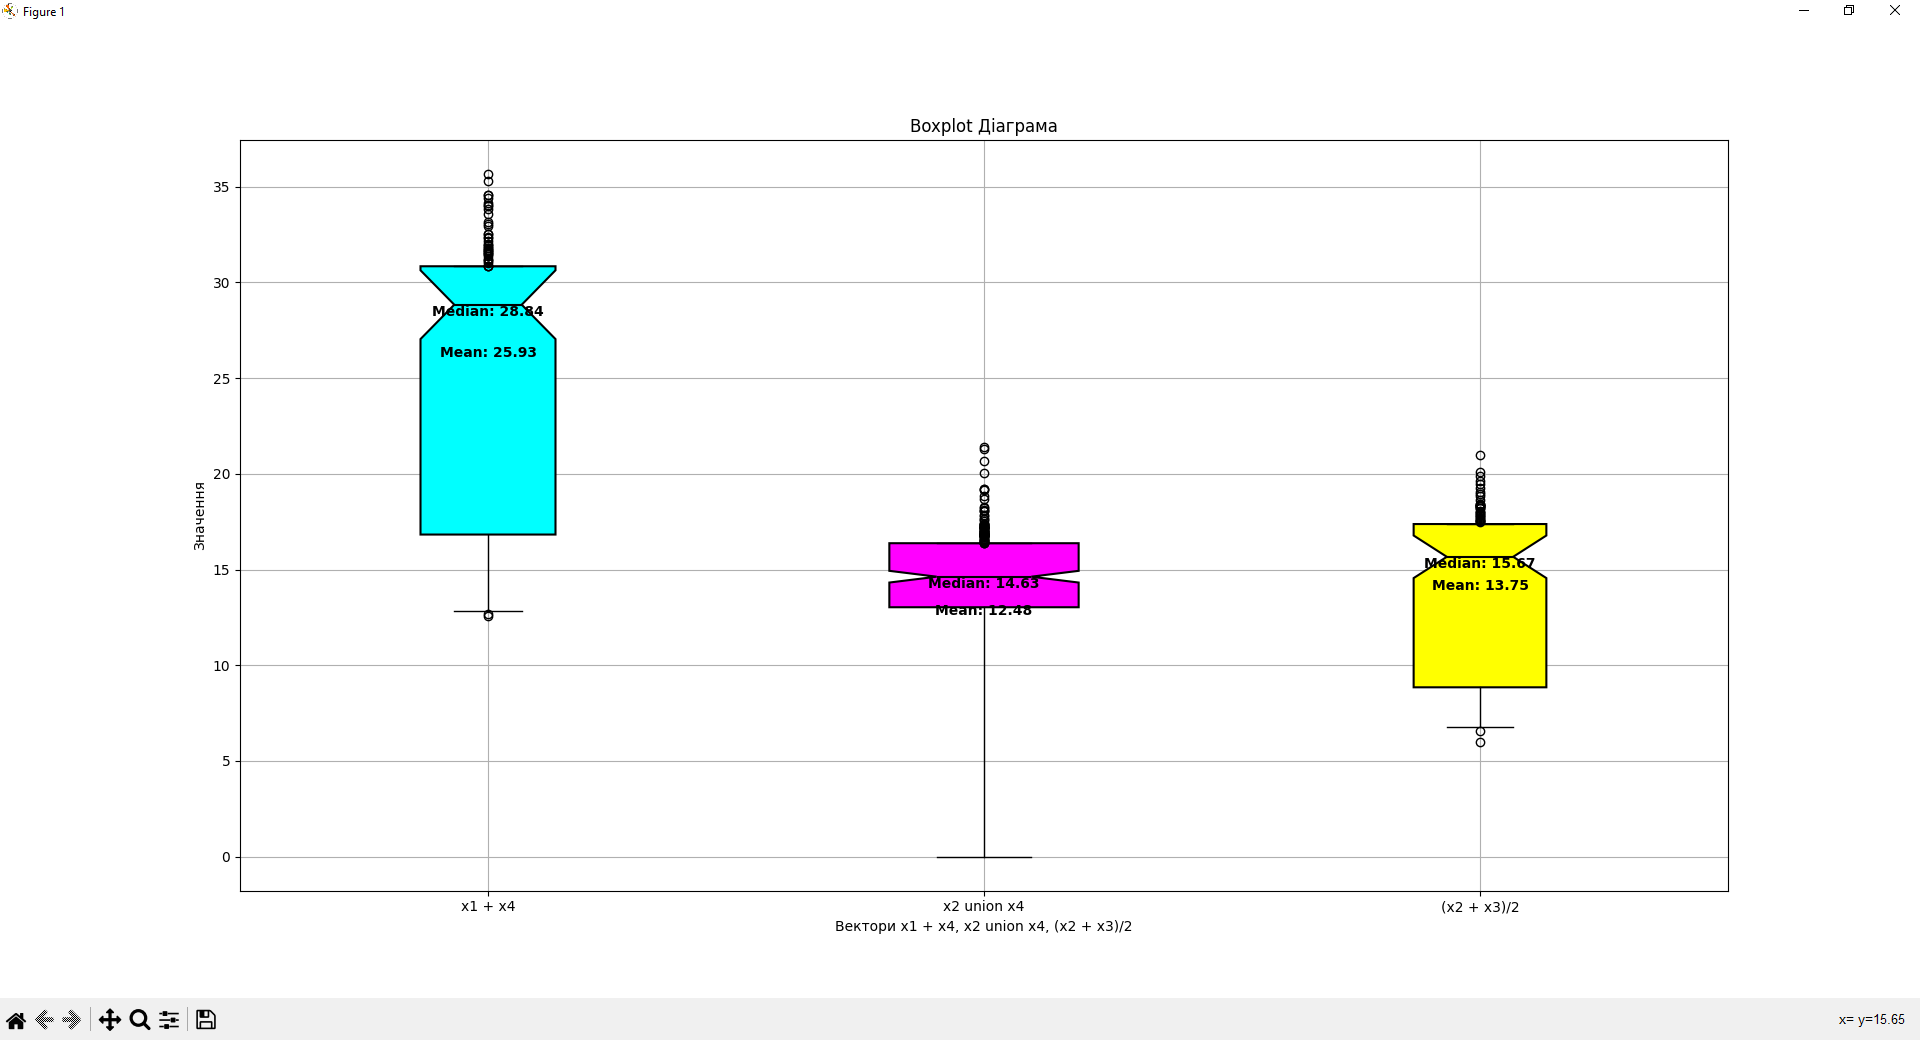 Figure 1
Boxplot Діаграма
35
30
25
20
15
10
5
0
Значення
Median: 28.84
Mean: 25.93
Median: 14.63
Mean: 12.48
Median: 15.67
Mean: 13.75
x1 + x4
x2 union x4
(x2 + x3)/2
Вектори x1 + x4, x2 union x4, (x2 + x3)/2
x= y=15.65